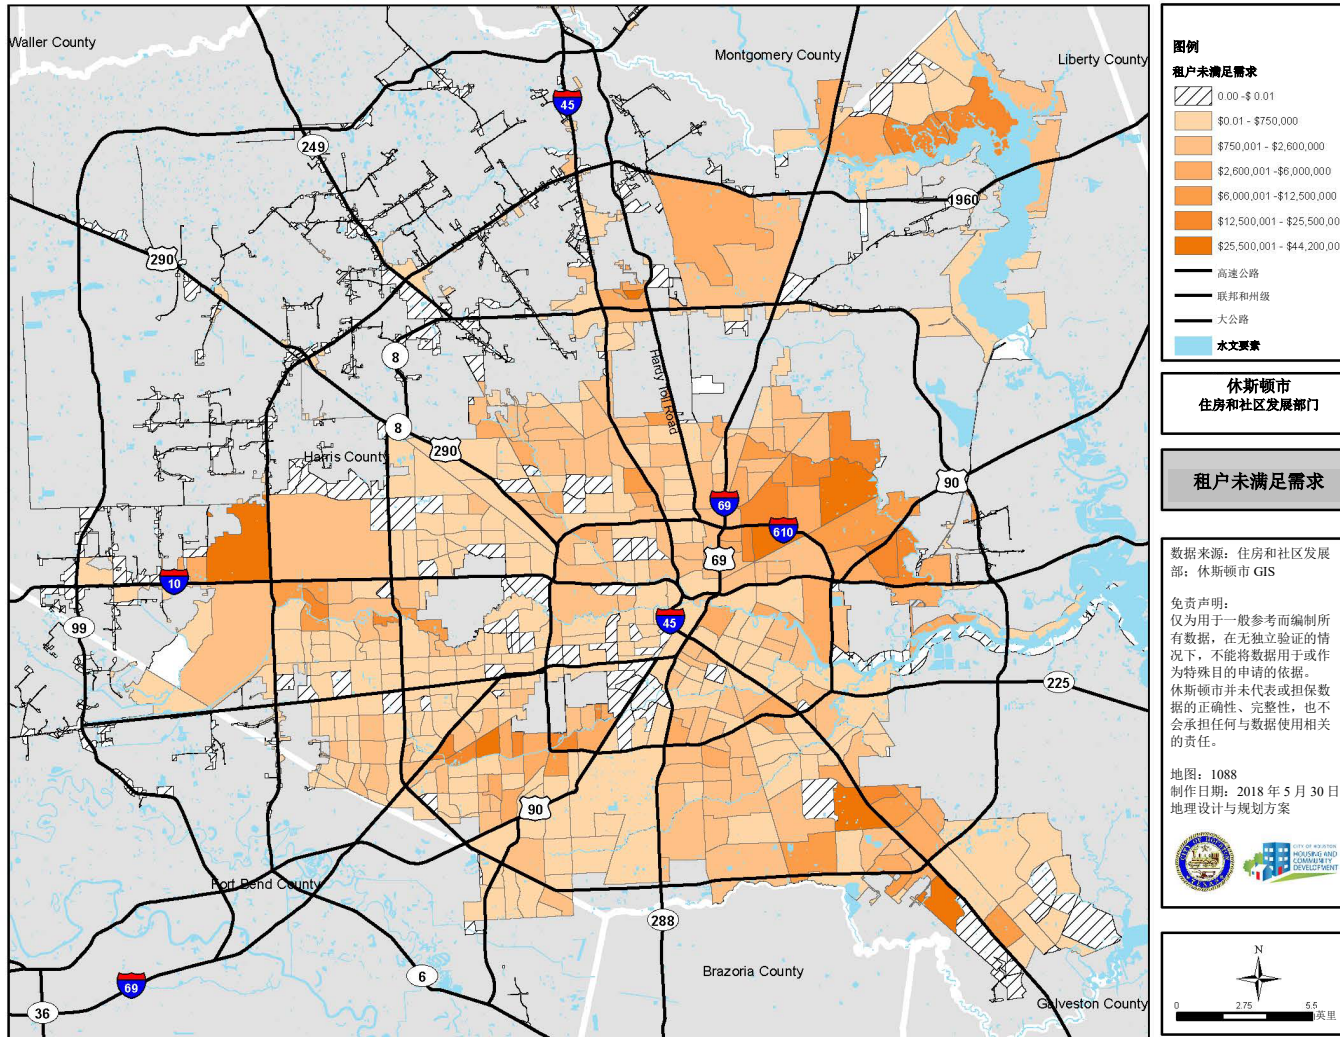 Waller County
Montgomery County
Liberty County
45
249
1960
290
8
Hardy Toll Road
8
290
Harris County
90
69
610
69
10
45
99
225
90
Fort Bend County
288
6
69
36
Brazoria County
Galveston County
图例
租户未满足需求
0.00 -$ 0.01
$0.01 - $750,000
$750,001 - $2,600,000
$2,600,001 -$6,000,000
$6,000,001 -$12,500,000
$12,500,001 - $25,500,00
$25,500,001 - $44,200,00
高速公路
联邦和州级
大公路
水文要素
休斯顿市
住房和社区发展部门
租户未满足需求
数据来源：住房和社区发展
部；休斯顿市 GIS
免责声明：
仅为用于一般参考而编制所
有数据，在无独立验证的情
况下，不能将数据用于或作
为特殊目的申请的依据。
休斯顿市并未代表或担保数
据的正确性、完整性，也不
会承担任何与数据使用相关
的责任。
地图：1088
制作日期：2018 年 5 月 30 日
地理设计与规划方案
CITY OF HOUSTON
TEXAS
CITY OF HOUSTON
HOUSING AND
COMMUNITY
DEVELOPMENT
N
0 2.75 5.5
英里